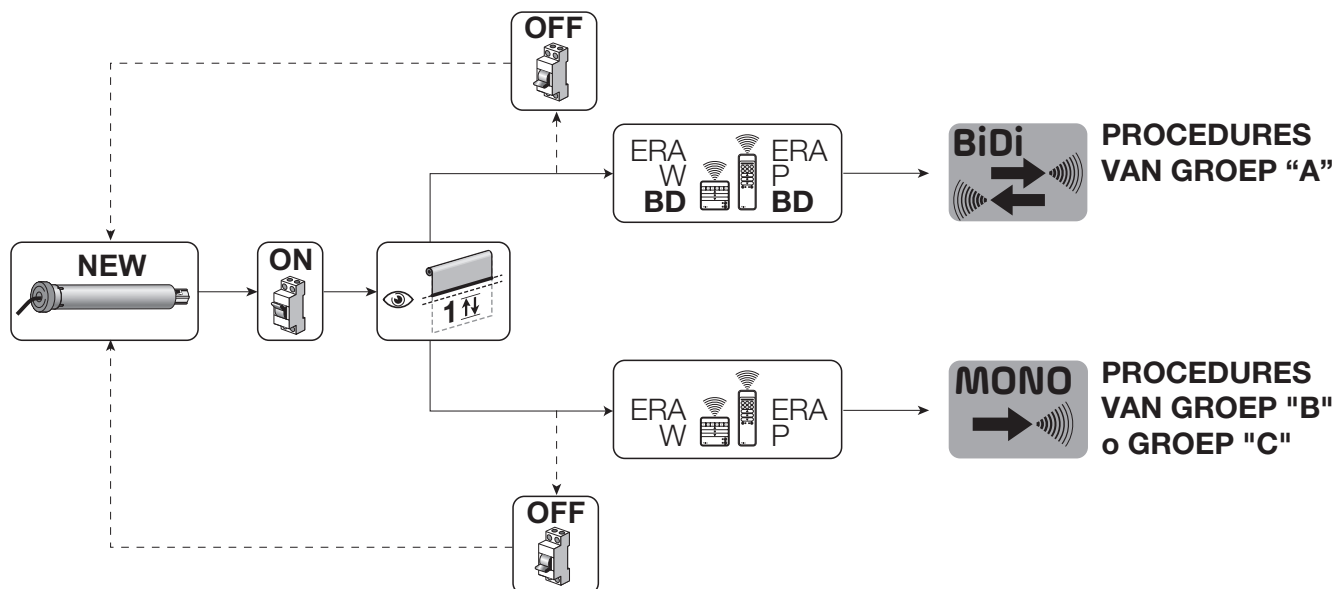 OFF
ERA
W
BD
ERA
P
BD
BiDi
PROCEDURES
VAN GROEP “A”
NEW
ON
1
ERA
W
ERA
P
MONO
PROCEDURES
VAN GROEP "B"
o GROEP "C"
OFF